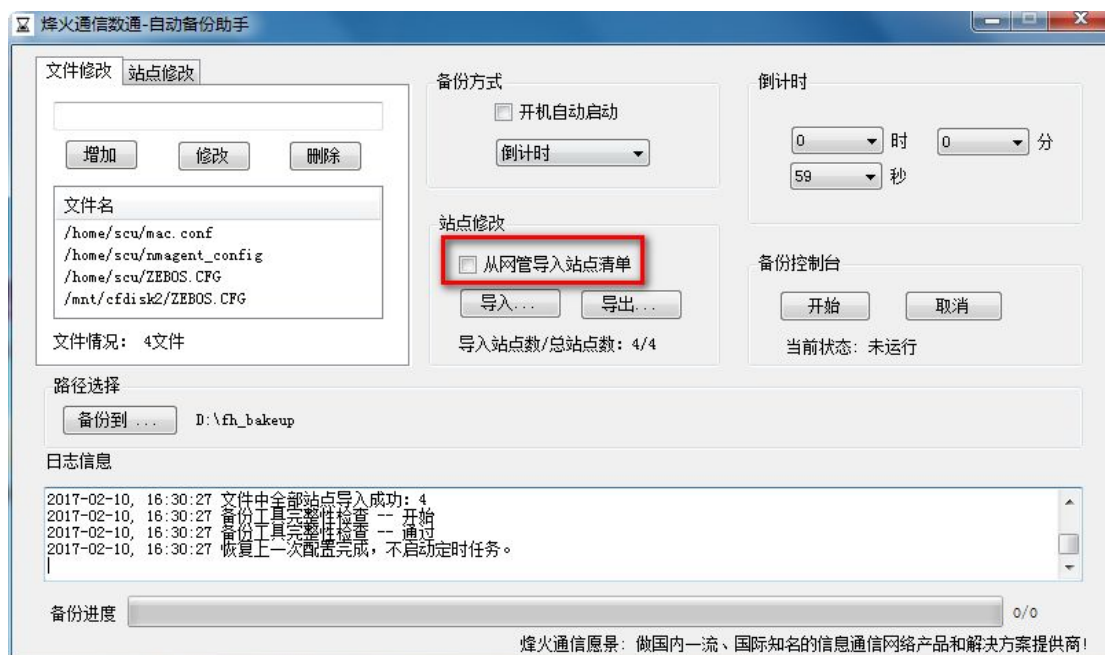 烽火通信数通-自动备份助手
文件修改 站点修改
增加 修改 删除
文件名
/home/scu/mac.conf
/home/scu/nmagent_config
/home/scu/ZEBOS.CFG
/mnt/cfdisk2/ZEBOS.CFG
文件情况: 4文件
备份方式
开机自动启动
倒计时
站点修改
从网管导入站点清单
导入... 导出...
导入站点数/总站点数: 4/4
倒计时
0 时 0 分
59 秒
备份控制台
开始 取消
当前状态: 未运行
路径选择
备份到 ... D:\fh_bakeup
日志信息
2017-02-10, 16:30:27 文件中全部站点导入成功: 4
2017-02-10, 16:30:27 备份工具完整性检查 -- 开始
2017-02-10, 16:30:27 备份工具完整性检查 -- 通过
2017-02-10, 16:30:27 恢复上一次配置完成，不启动定时任务。
备份进度 0/0
烽火通信愿景: 做国内一流、国际知名的信息通信网络产品和解决方案提供商!